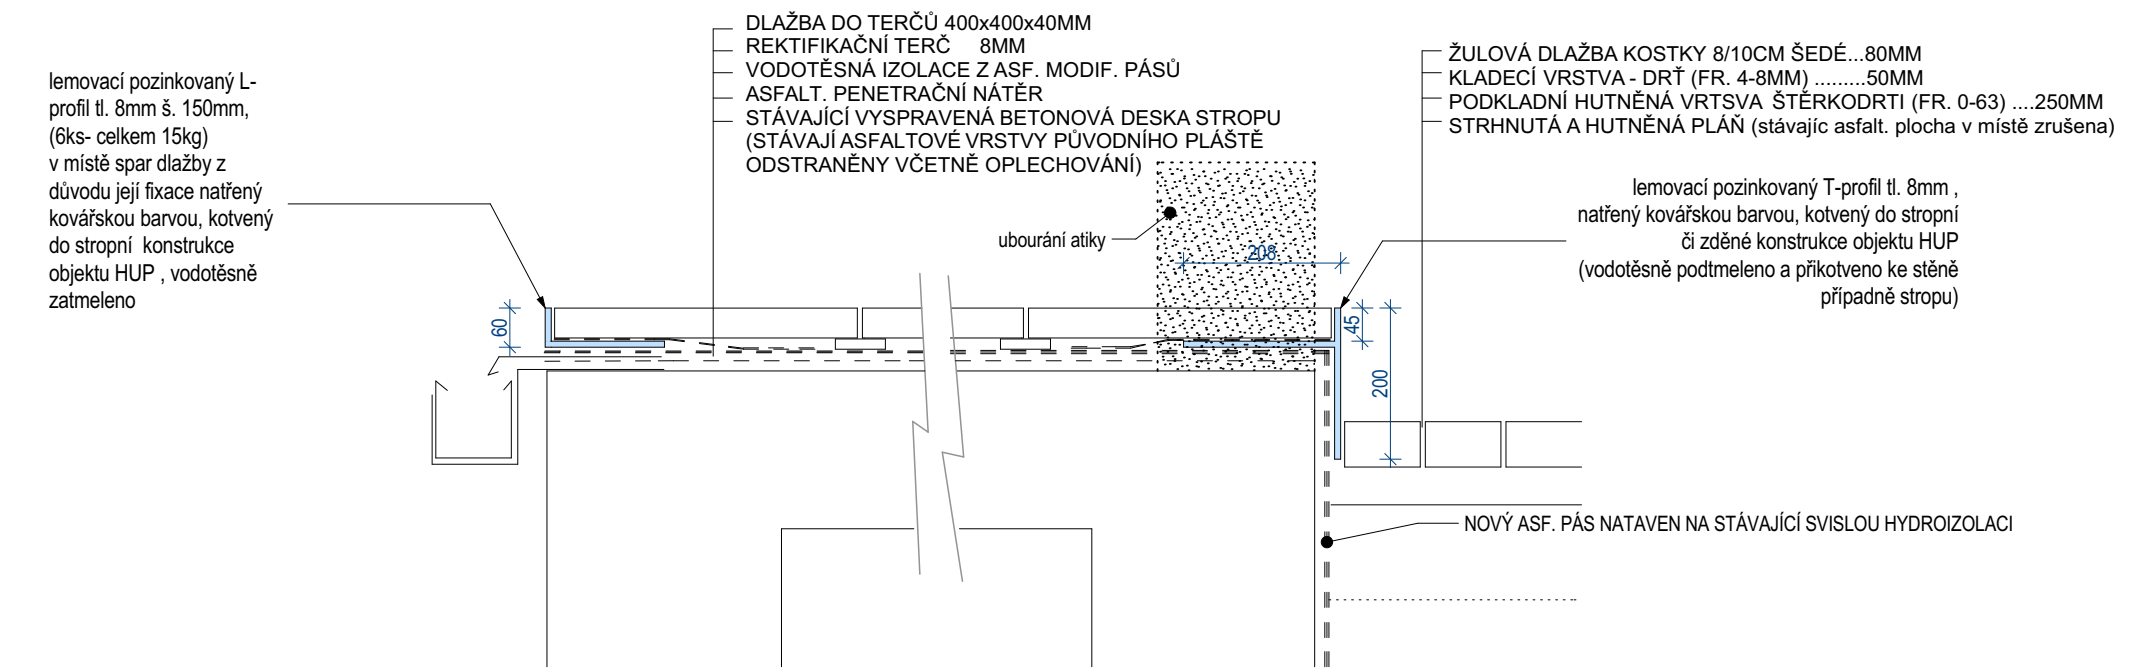 lemovací pozinkovaný L-
profil tl. 8mm š. 150mm,
(6ks- celkem 15kg)
v místě spar dlažby z
důvodu její fixace natřený
kovářskou barvou, kotvený
do stropní konstrukce
objektu HUP , vodotěsně
zatmeleno
DLAŽBA DO TERČŮ 400x400x40MM
REKTIFIKAČNÍ TERČ 8MM
VODOTĚSNÁ IZOLACE Z ASF. MODIF. PÁSŮ
ASFALT. PENETRAČNÍ NÁTĚR
STÁVAJÍCÍ VYSPRAVENÁ BETONOVÁ DESKA STROPU
(STÁVAJÍ ASFALTOVÉ VRSTVY PŮVODNÍHO PLÁŠTĚ
ODSTRANĚNY VČETNĚ OPLECHOVÁNÍ)
ŽULOVÁ DLAŽBA KOSTKY 8/10CM ŠEDÉ...80MM
KLADECÍ VRSTVA - DRŤ (FR. 4-8MM) .........50MM
PODKLADNÍ HUTNĚNÁ VRTSVA ŠTĚRKODRTI (FR. 0-63) ....250MM
STRHNUTÁ A HUTNĚNÁ PLÁŇ (stávajíc asfalt. plocha v místě zrušena)
lemovací pozinkovaný T-profil tl. 8mm ,
natřený kovářskou barvou, kotvený do stropní
či zděné konstrukce objektu HUP
(vodotěsně podtmeleno a přikotveno ke stěně
případně stropu)
ubourání atiky
208
60
45
200
NOVÝ ASF. PÁS NATAVEN NA STÁVAJÍCÍ SVISLOU HYDROIZOLACI